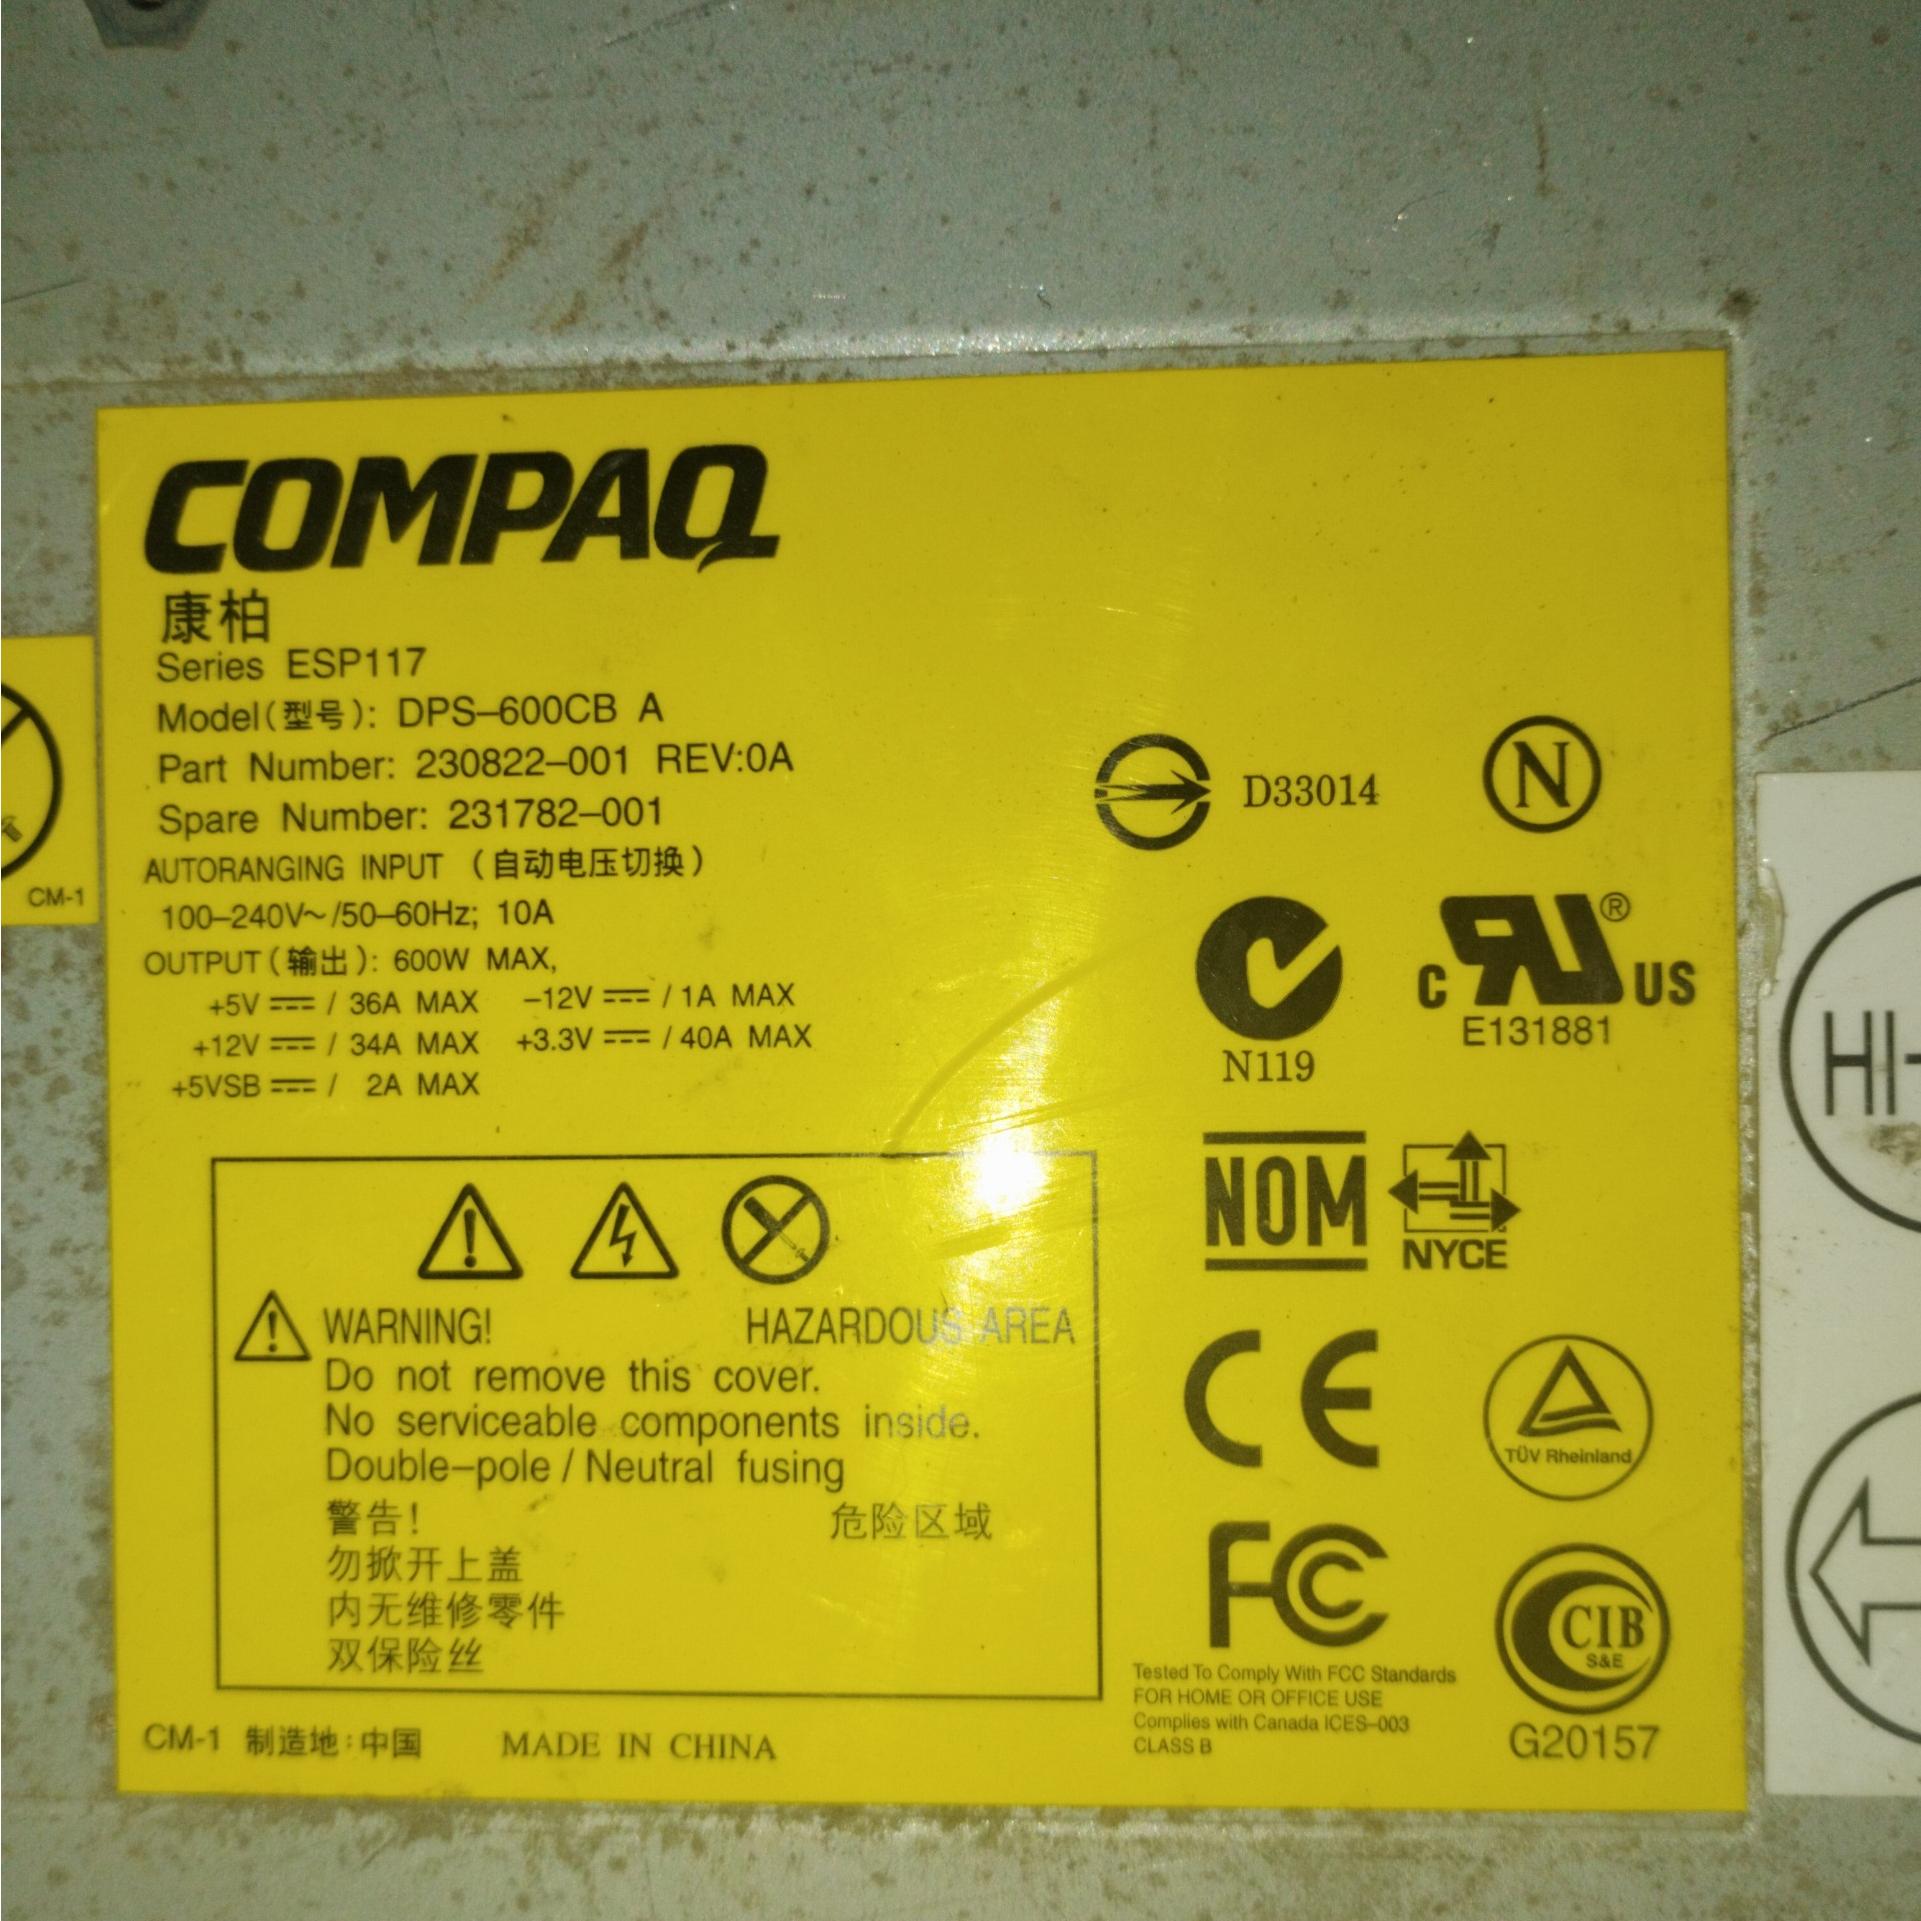 COMPAQ
康柏
Series ESP117
Model(型号): DPS-600CB A
Part Number: 230822-001 REV:0A
Spare Number: 231782-001
AUTORANGING INPUT (自动电压切换)
100-240V~/50-60Hz; 10A
OUTPUT(输出): 600W MAX,
+5V ⎓ / 36A MAX -12V ⎓ / 1A MAX
+12V ⎓ / 34A MAX +3.3V ⎓ / 40A MAX
+5VSB ⎓ / 2A MAX
WARNING! HAZARDOUS AREA
Do not remove this cover.
No serviceable components inside.
Double-pole / Neutral fusing
警告! 危险区域
勿掀开上盖
内无维修零件
双保险丝
CM-1 制造地:中国 MADE IN CHINA
D33014 N
N119
C RU ® US
E131881
NOM NYCE
CE
TÜV Rheinland
FCC
Tested To Comply With FCC Standards
FOR HOME OR OFFICE USE
Complies with Canada ICES-003
CLASS B
CIB
S&E
G20157
CM-1
HI-